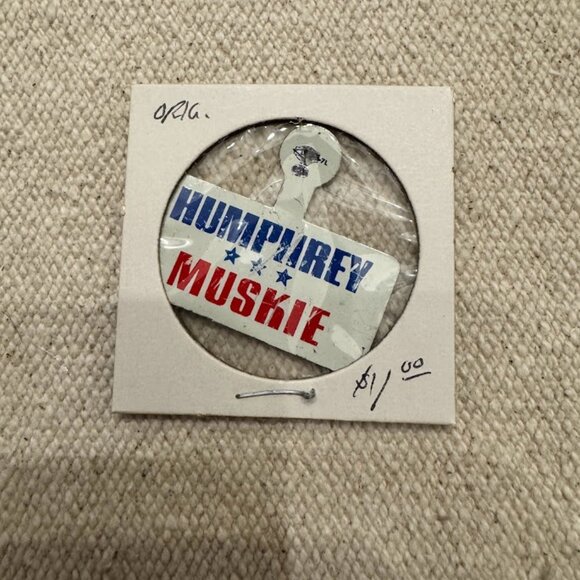 ORIG.
HUMPHREY
MUSKIE
$1/00